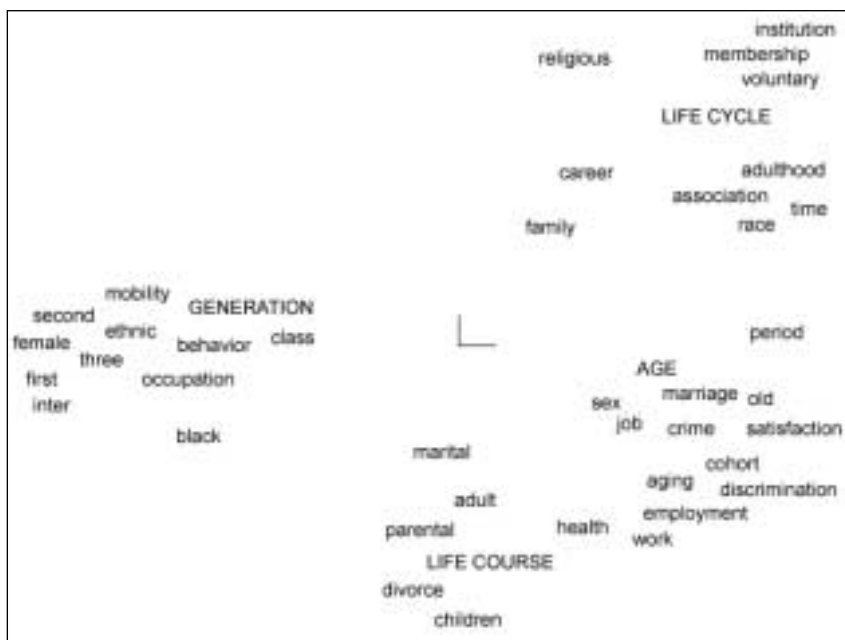 institution
religious
membership
voluntary
LIFE CYCLE
career
adulthood
association
time
family
race
mobility
GENERATION
second
ethnic
female
behavior
class
three
first
occupation
inter
black
period
AGE
marriage
old
sex
job
crime
satisfaction
marital
cohort
aging
discrimination
adult
employment
parental
health
work
LIFE COURSE
divorce
children